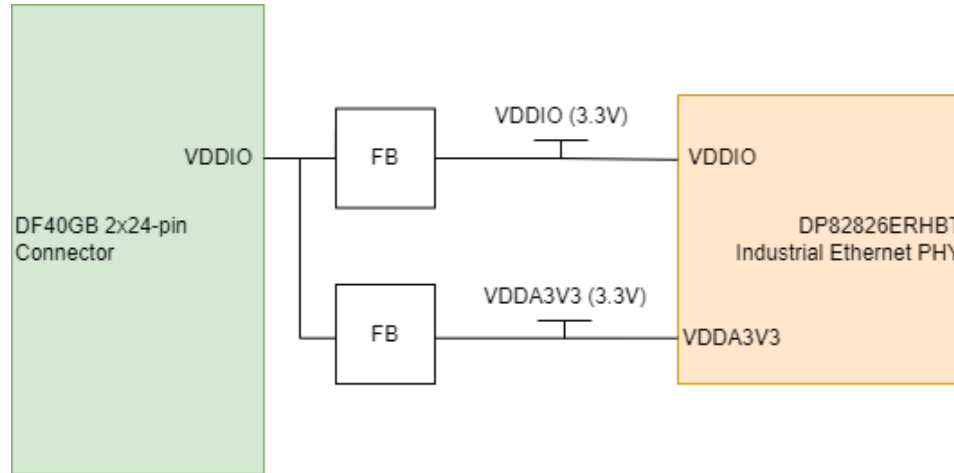 VDDIO (3.3V)
VDDIO
FB
VDDIO
DF40GB 2x24-pin
Connector
DP82826ERHBT
Industrial Ethernet PHY
VDDA3V3 (3.3V)
FB
VDDA3V3